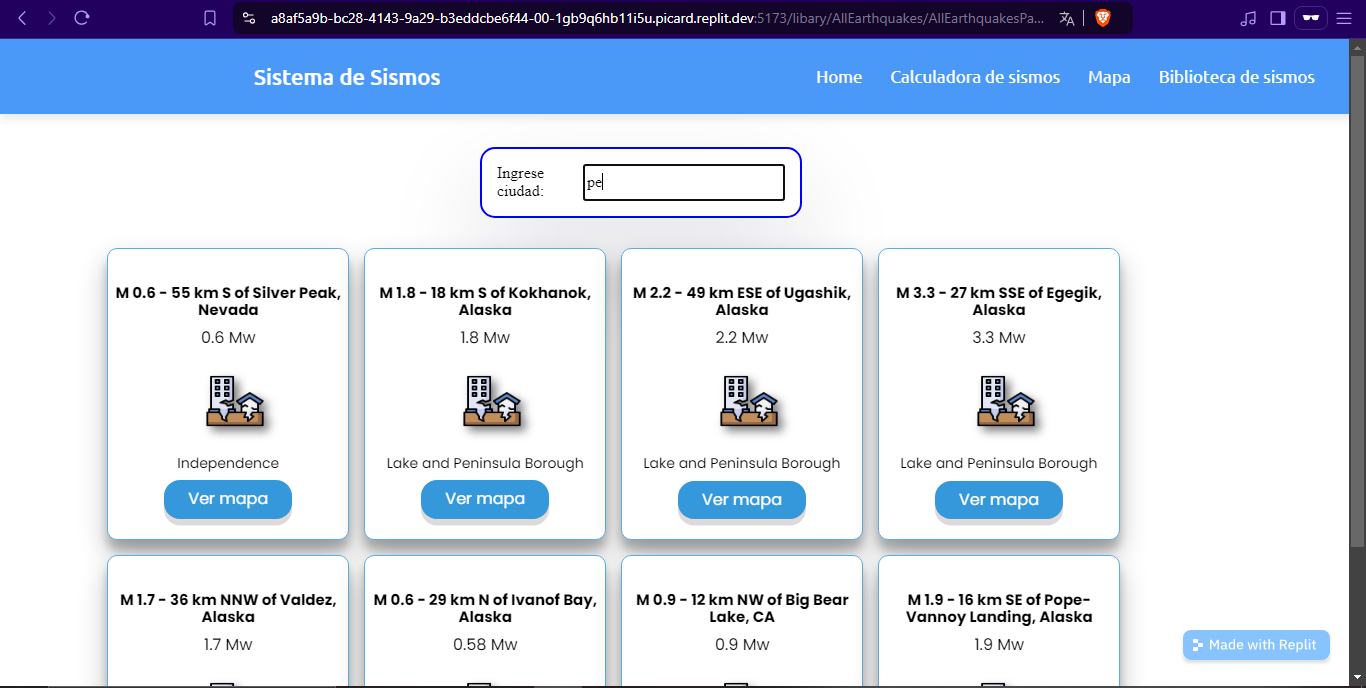 a8af5a9b-bc28-4143-9a29-b3eddcbe6f44-00-1gb9q6hb11i5u.picard.replit.dev:5173/libary/AllEarthquakes/AllEarthquakesPa...
Sistema de Sismos
Home Calculadora de sismos Mapa Biblioteca de sismos
Ingrese
ciudad:
pe
M 0.6 - 55 km S of Silver Peak,
Nevada
0.6 Mw
Independence
Ver mapa
M 1.8 - 18 km S of Kokhanok,
Alaska
1.8 Mw
Lake and Peninsula Borough
Ver mapa
M 2.2 - 49 km ESE of Ugashik,
Alaska
2.2 Mw
Lake and Peninsula Borough
Ver mapa
M 3.3 - 27 km SSE of Egegik,
Alaska
3.3 Mw
Lake and Peninsula Borough
Ver mapa
M 1.7 - 36 km NNW of Valdez,
Alaska
1.7 Mw
M 0.6 - 29 km N of Ivanof Bay,
Alaska
0.58 Mw
M 0.9 - 12 km NW of Big Bear
Lake, CA
0.9 Mw
M 1.9 - 16 km SE of Pope-
Vannoy Landing, Alaska
1.9 Mw
Made with Replit